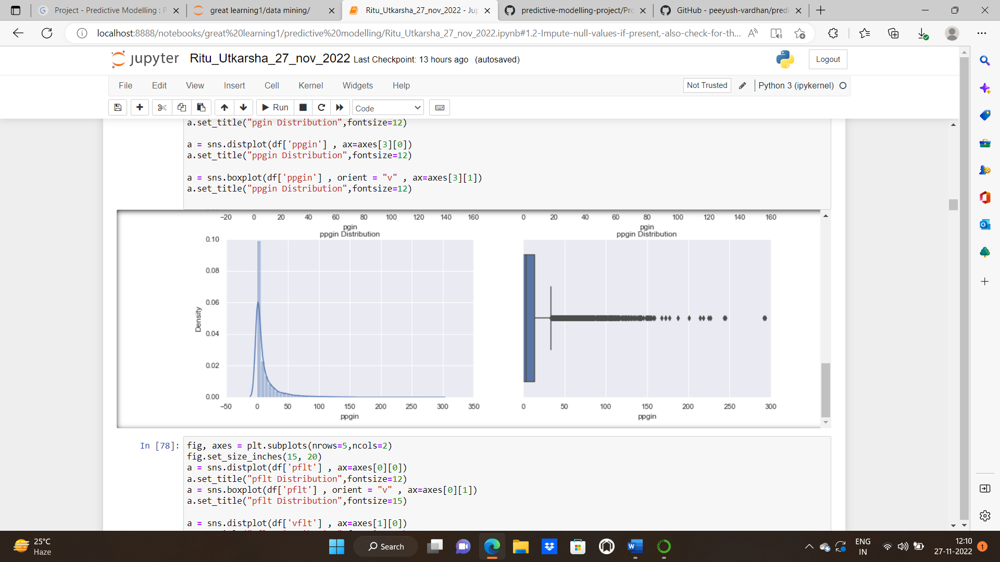 Project - Predictive Modelling : P
great learning1/data mining/
Ritu_Utkarsha_27_nov_2022 - Jup
predictive-modelling-project/Pro
GitHub - peeyush-vardhan/predi
localhost:8888/notebooks/great%20learning1/predictive%20modelling/Ritu_Utkarsha_27_nov_2022.ipynb#1.2-Impute-null-values-if-present,-also-check-for-th...
jupyter Ritu_Utkarsha_27_nov_2022 Last Checkpoint: 13 hours ago (autosaved)
Logout
File Edit View Insert Cell Kernel Widgets Help
Not Trusted
Python 3 (ipykernel)
Run
Code
a.set_title("pgin Distribution",fontsize=12)
a = sns.distplot(df['ppgin'] , ax=axes[3][0])
a.set_title("ppgin Distribution",fontsize=12)
a = sns.boxplot(df['ppgin'] , orient = "v" , ax=axes[3][1])
a.set_title("ppgin Distribution",fontsize=12)
−20 0 20 40 60 80 100 120 140 160
pgin
ppgin Distribution
0.10
0.08
0.06
0.04
0.02
0.00
Density
−50 0 50 100 150 200 250 300 350
ppgin
0 20 40 60 80 100 120 140 160
pgin
ppgin Distribution
0 50 100 150 200 250 300
ppgin
In [78]:
fig, axes = plt.subplots(nrows=5,ncols=2)
fig.set_size_inches(15, 20)
a = sns.distplot(df['pflt'] , ax=axes[0][0])
a.set_title("pflt Distribution",fontsize=12)
a = sns.boxplot(df['pflt'] , orient = "v" , ax=axes[0][1])
a.set_title("pflt Distribution",fontsize=15)
a = sns.distplot(df['vflt'] , ax=axes[1][0])
25°C
Haze
Search
ENG
IN
12:10
27-11-2022
1